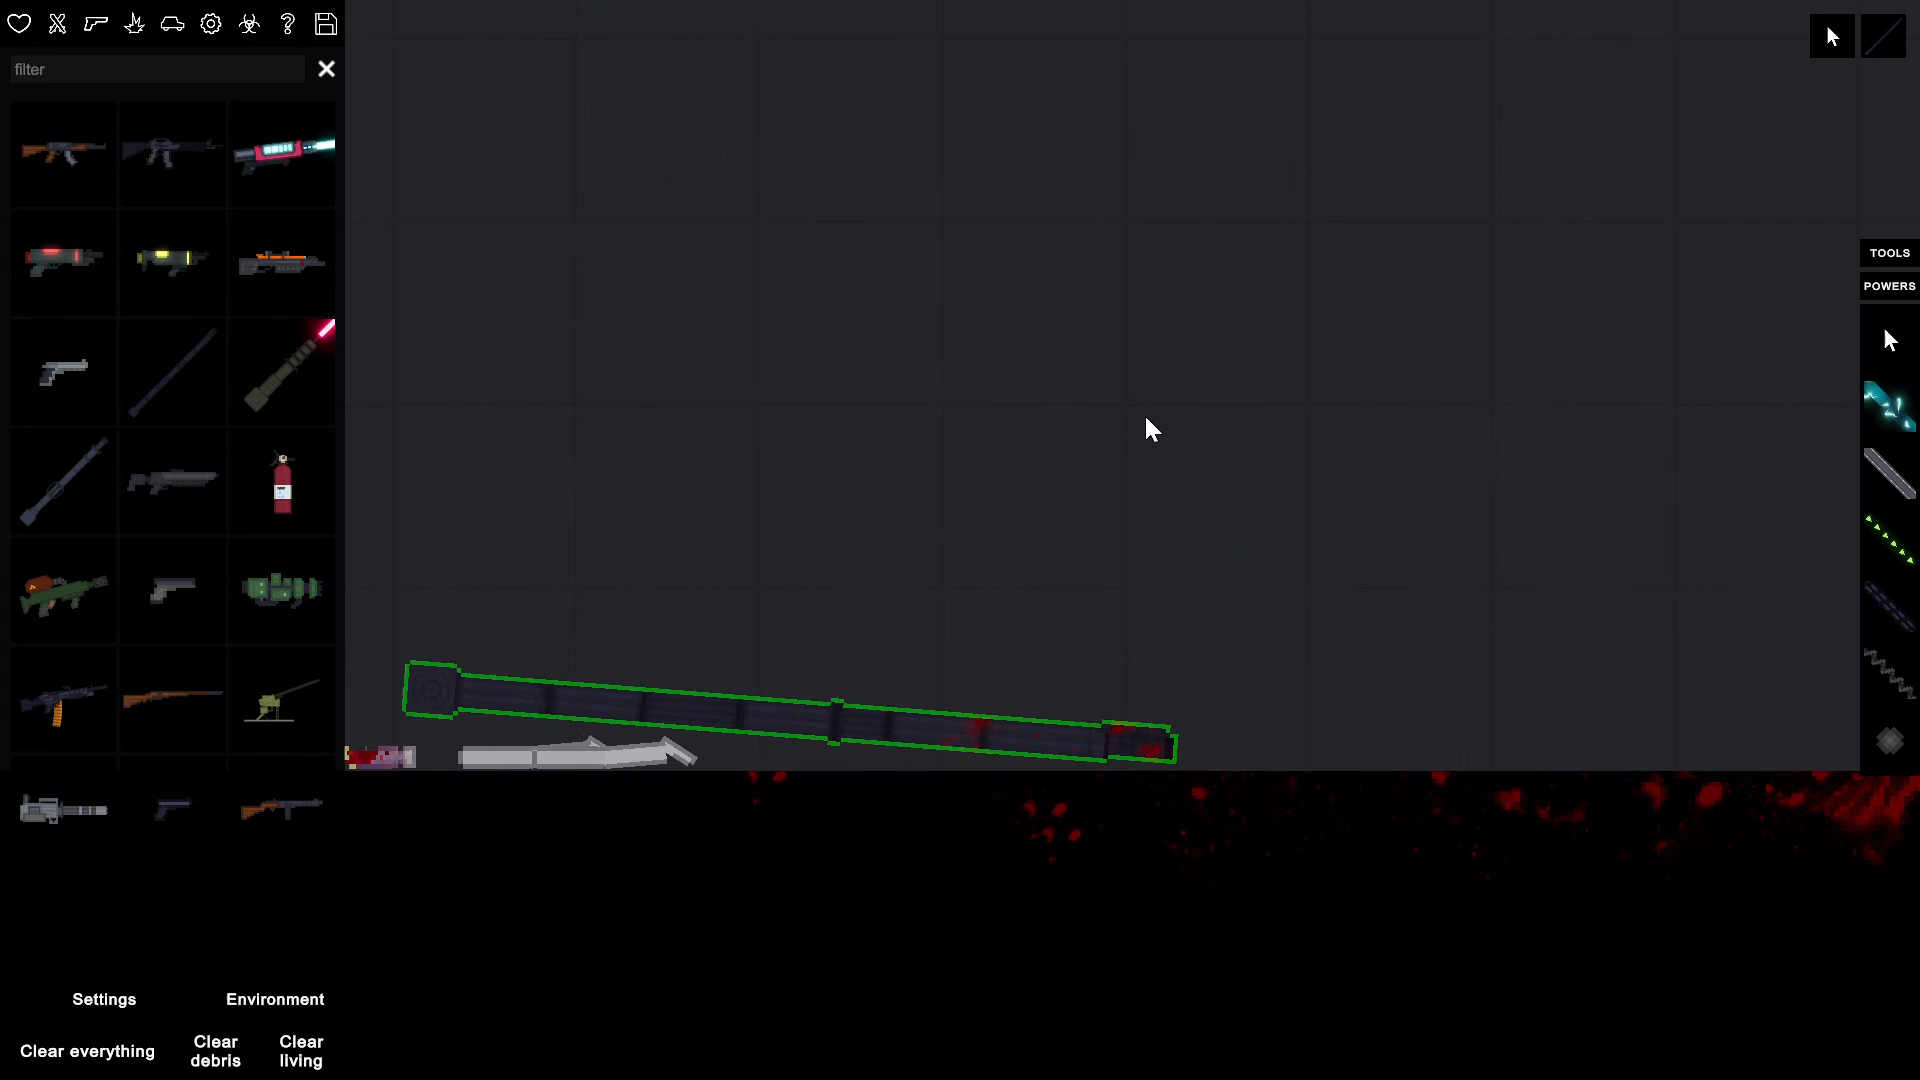 filter
TOOLS
POWERS
Settings
Environment
Clear everything
Clear
debris
Clear
living